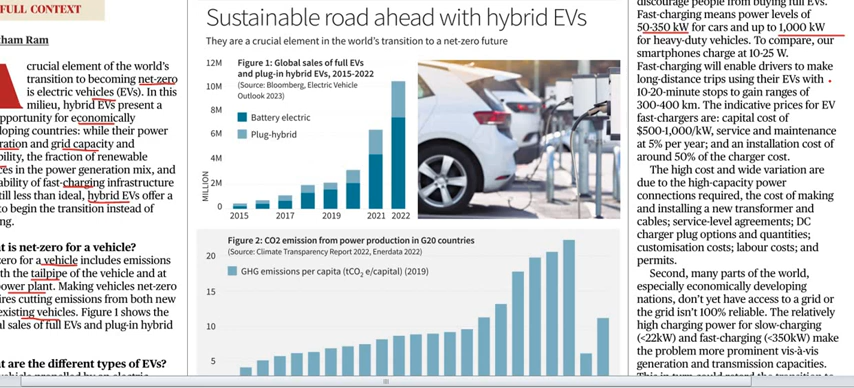 FULL CONTEXT
ham Ram
A crucial element of the world's
transition to becoming net-zero
is electric vehicles (EVs). In this
milieu, hybrid EVs present a
pportunity for economically
loping countries: while their power
ration and grid capacity and
bility, the fraction of renewable
ces in the power generation mix, and
ability of fast-charging infrastructure
till less than ideal, hybrid EVs offer a
to begin the transition instead of
ng.
t is net-zero for a vehicle?
zero for a vehicle includes emissions
th the tailpipe of the vehicle and at
power plant. Making vehicles net-zero
ires cutting emissions from both new
existing vehicles. Figure 1 shows the
al sales of full EVs and plug-in hybrid
at are the different types of EVs?
Sustainable road ahead with hybrid EVs
They are a crucial element in the world's transition to a net-zero future
Figure 1: Global sales of full EVs
and plug-in hybrid EVs, 2015-2022
(Source: Bloomberg, Electric Vehicle
Outlook 2023)
Battery electric
Plug-hybrid
12M
10M
8M
6M
4M
2M
0
MILLION
2015
2017
2019
2021
2022
Figure 2: CO2 emission from power production in G20 countries
(Source: Climate Transparency Report 2022, Enerdata 2022)
GHG emissions per capita (tCO2 e/capital) (2019)
20
15
10
5
discourage people from buying full EVs.
Fast-charging means power levels of
50-350 kW for cars and up to 1,000 kW
for heavy-duty vehicles. To compare, our
smartphones charge at 10-25 W.
Fast-charging will enable drivers to make
long-distance trips using their EVs with
10-20-minute stops to gain ranges of
300-400 km. The indicative prices for EV
fast-chargers are: capital cost of
$500-1,000/kW, service and maintenance
at 5% per year; and an installation cost of
around 50% of the charger cost.
The high cost and wide variation are
due to the high-capacity power
connections required, the cost of making
and installing a new transformer and
cables; service-level agreements; DC
charger plug options and quantities;
customisation costs; labour costs; and
permits.
Second, many parts of the world,
especially economically developing
nations, don't yet have access to a grid or
the grid isn't 100% reliable. The relatively
high charging power for slow-charging
(<22kW) and fast-charging (<350kW) make
the problem more prominent vis-à-vis
generation and transmission capacities.